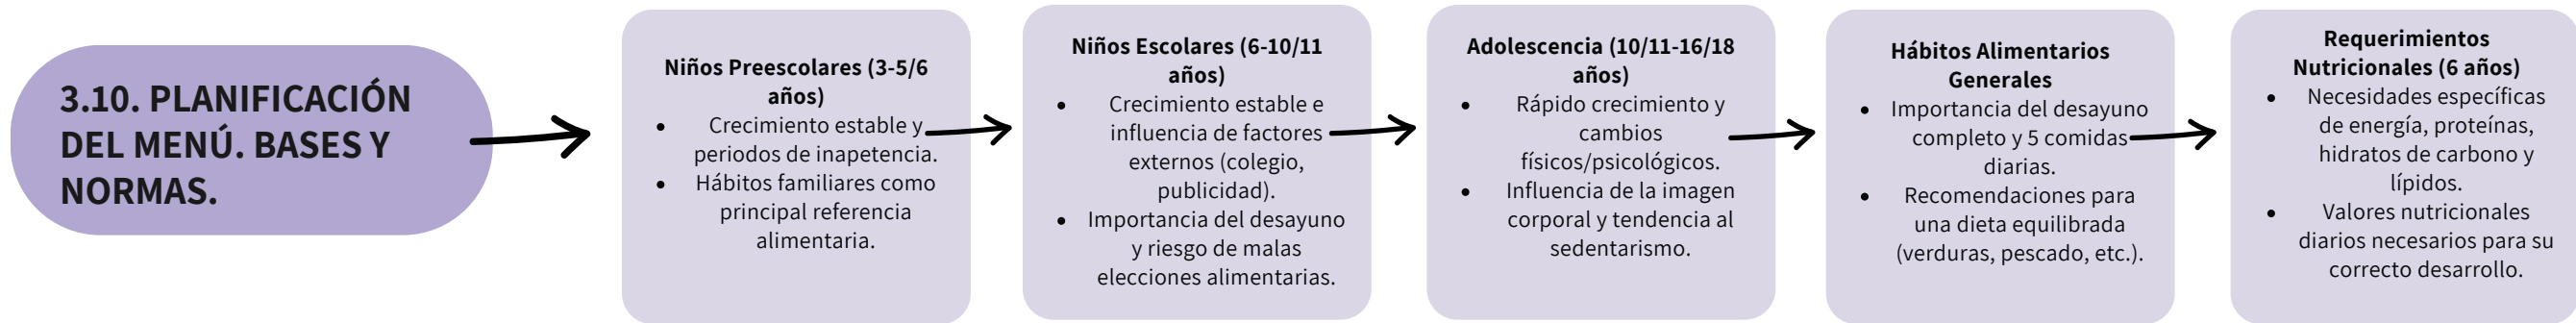 3.10. PLANIFICACIÓN
DEL MENÚ. BASES Y
NORMAS.
Niños Preescolares (3-5/6
años)
• Crecimiento estable y
periodos de inapetencia.
• Hábitos familiares como
principal referencia
alimentaria.
Niños Escolares (6-10/11
años)
• Crecimiento estable e
influencia de factores
externos (colegio,
publicidad).
• Importancia del desayuno
y riesgo de malas
elecciones alimentarias.
Adolescencia (10/11-16/18
años)
• Rápido crecimiento y
cambios
físicos/psicológicos.
• Influencia de la imagen
corporal y tendencia al
sedentarismo.
Hábitos Alimentarios
Generales
• Importancia del desayuno
completo y 5 comidas
diarias.
• Recomendaciones para
una dieta equilibrada
(verduras, pescado, etc.).
Requerimientos
Nutricionales (6 años)
• Necesidades específicas
de energía, proteínas,
hidratos de carbono y
lípidos.
• Valores nutricionales
diarios necesarios para su
correcto desarrollo.